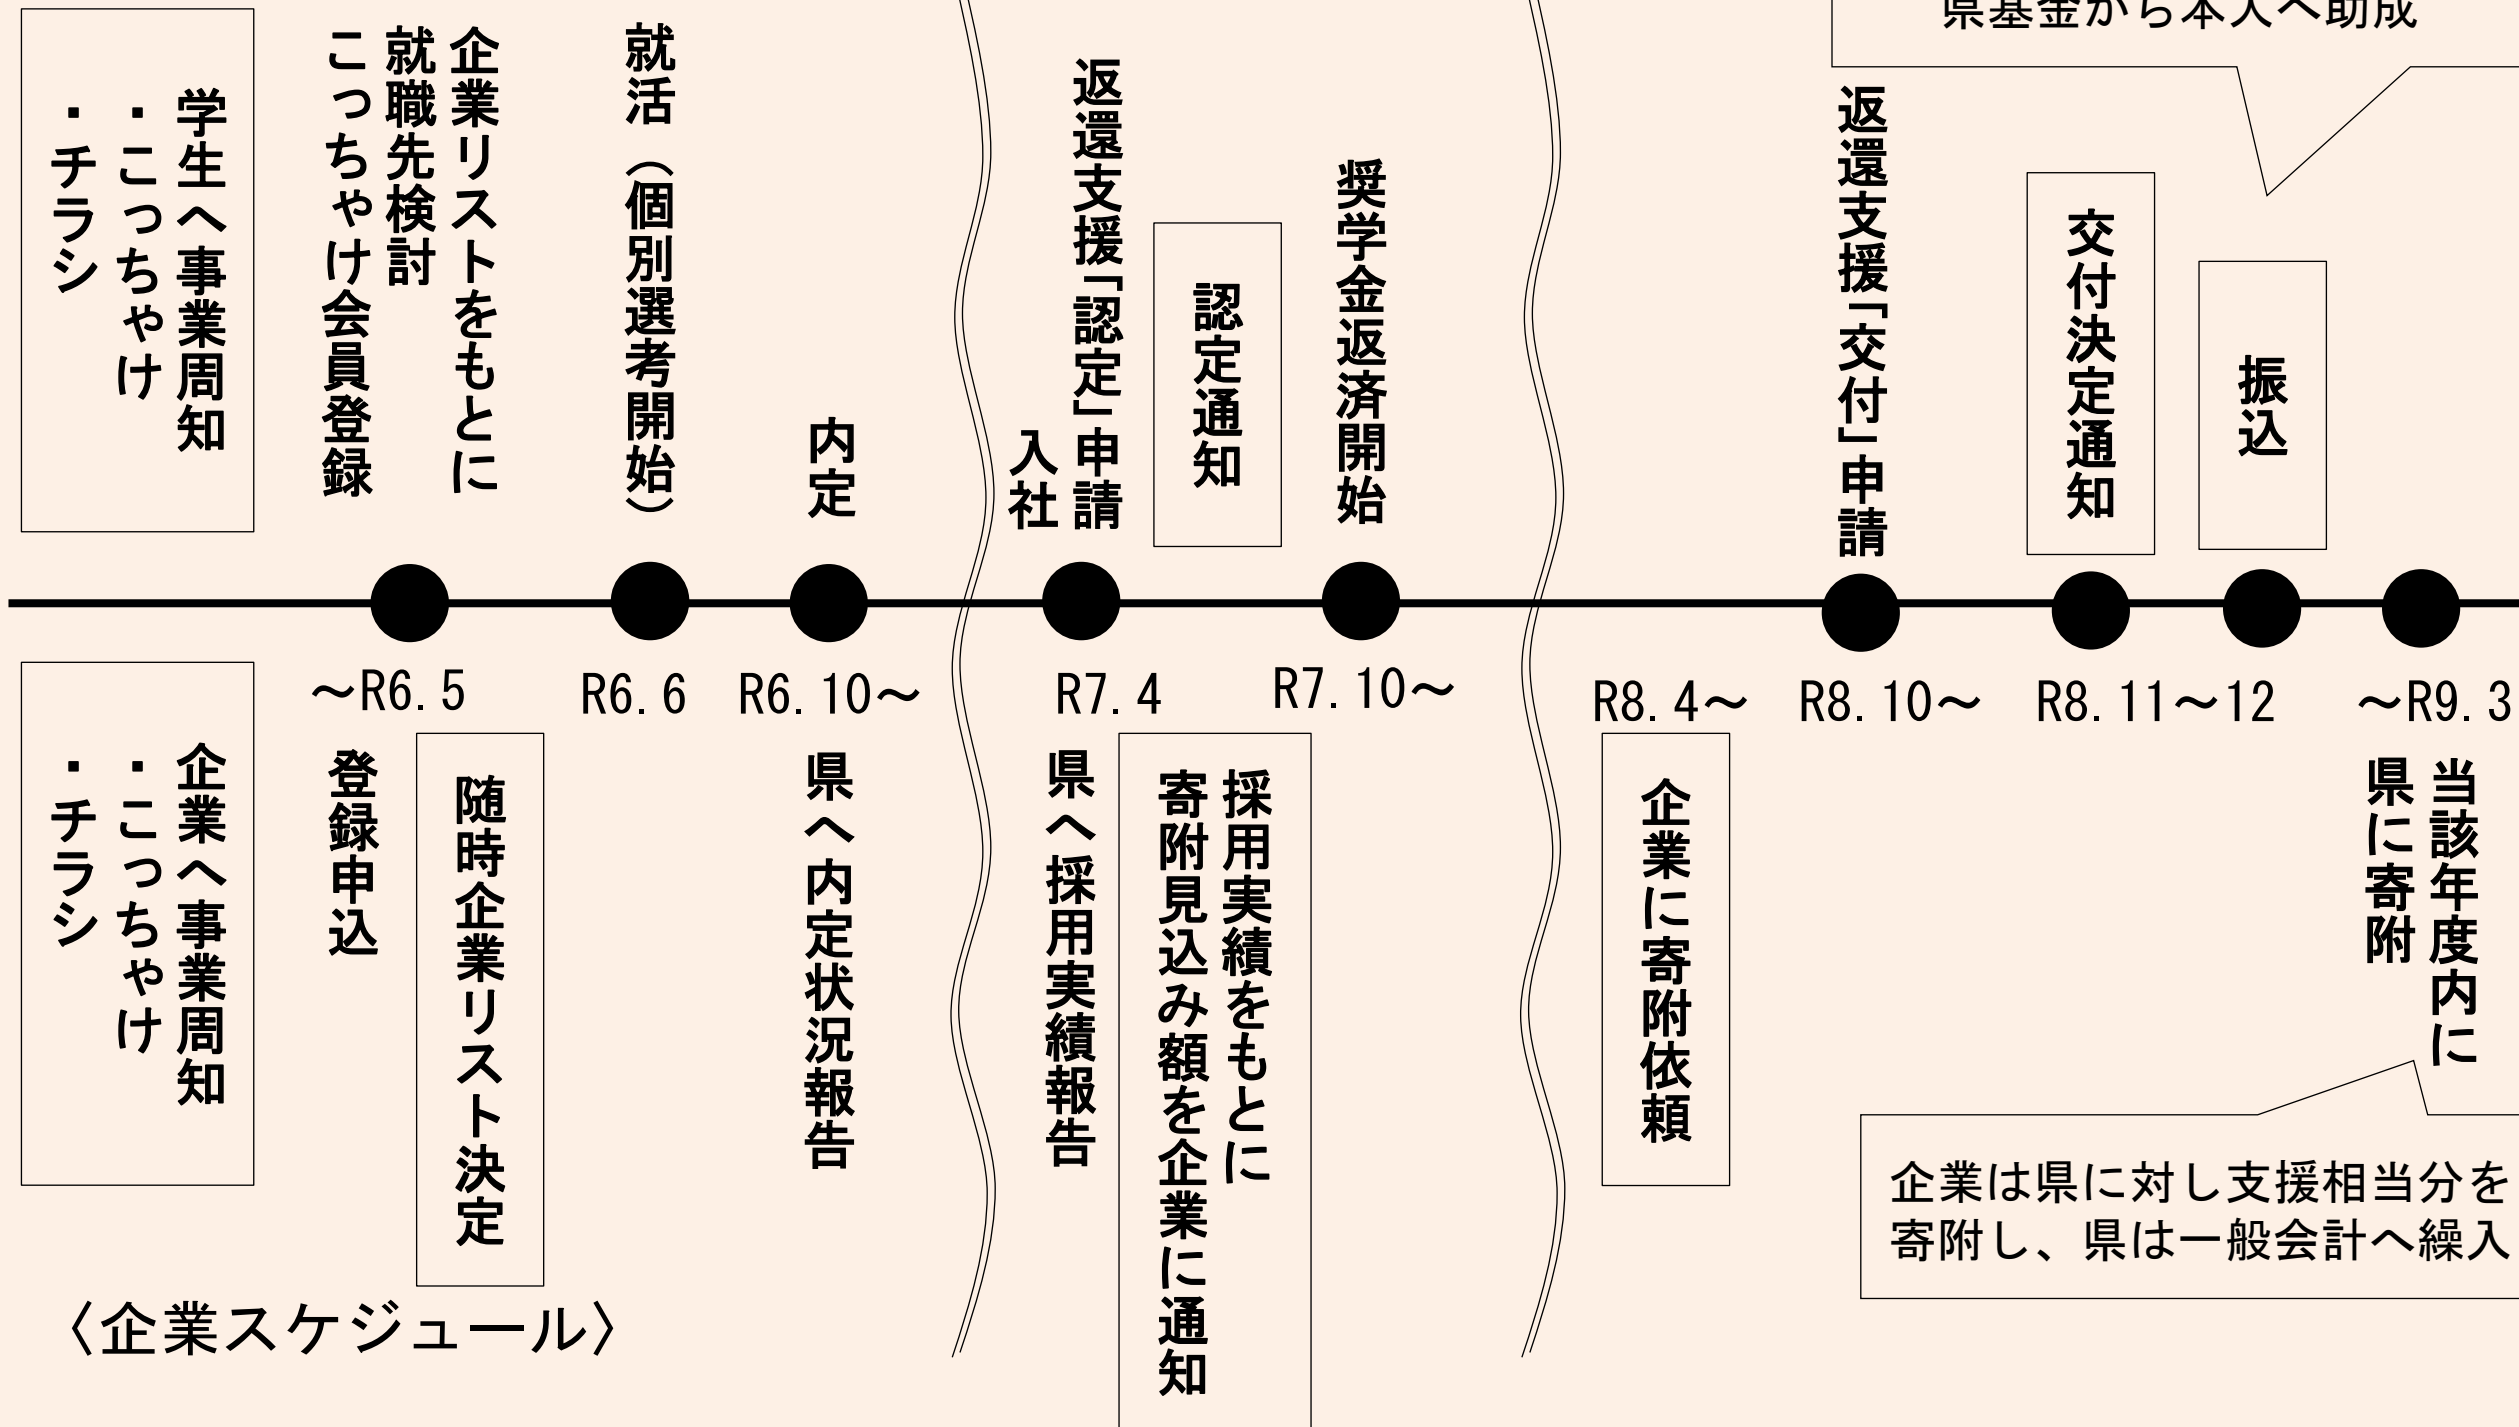 学生へ事業周知
・こっちゃけ
・チラシ
企業リストをもとに
就職先検討
こっちゃけ会員登録
就活（個別選考開始）
内定
返還支援「認定」申請
入社
認定通知
奨学金返済開始
県基金から本人へ助成
返還支援「交付」申請
交付決定通知
振込
～R6.5
R6.6
R6.10～
R7.4
R7.10～
R8.4～
R8.10～
R8.11～12
～R9.3
企業へ事業周知
・こっちゃけ
・チラシ
登録申込
随時企業リスト決定
県へ内定状況報告
県へ採用実績報告
採用実績をもとに
寄附見込み額を企業に通知
企業に寄附依頼
当該年度内に
県に寄附
企業は県に対し支援相当分を
寄附し、県は一般会計へ繰入
〈企業スケジュール〉